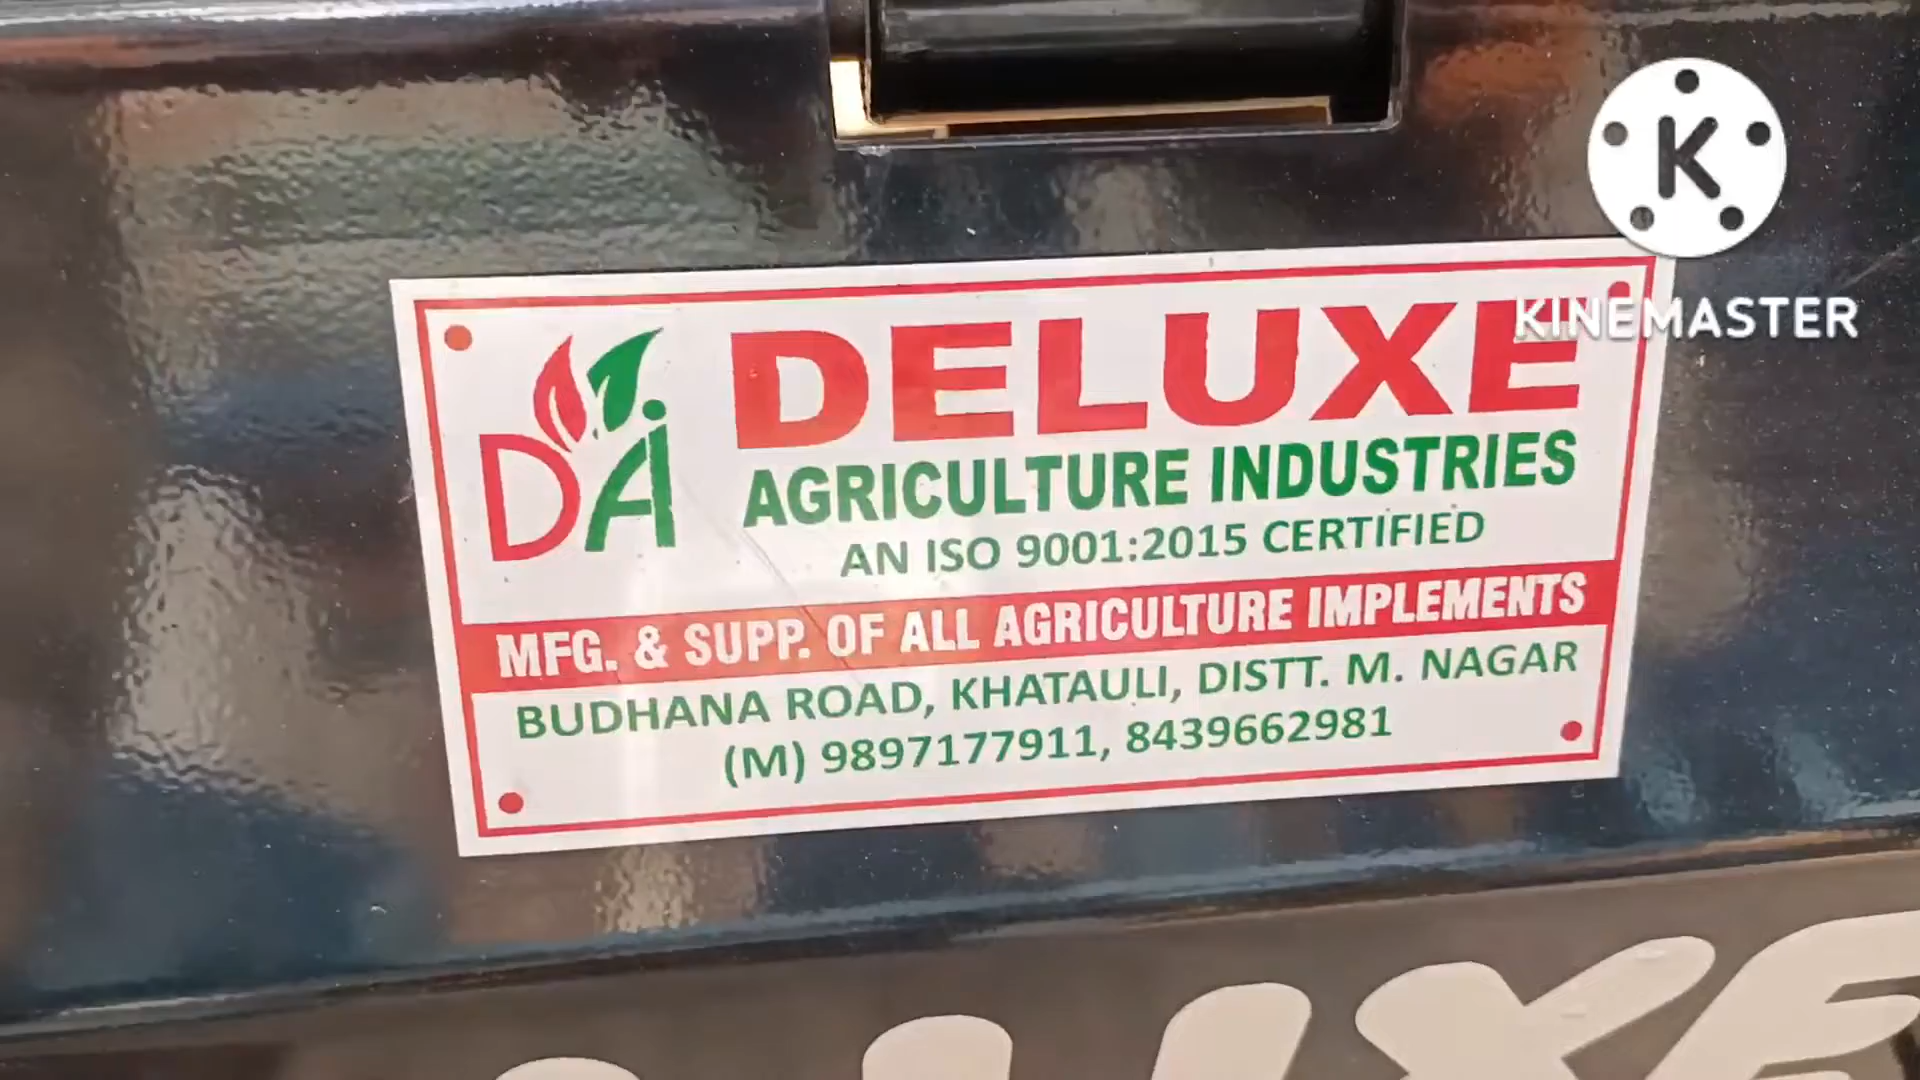 K
KINEMASTER
DAi
DELUXE
AGRICULTURE INDUSTRIES
AN ISO 9001:2015 CERTIFIED
MFG. & SUPP. OF ALL AGRICULTURE IMPLEMENTS
BUDHANA ROAD, KHATAULI, DISTT. M. NAGAR
(M) 9897177911, 8439662981